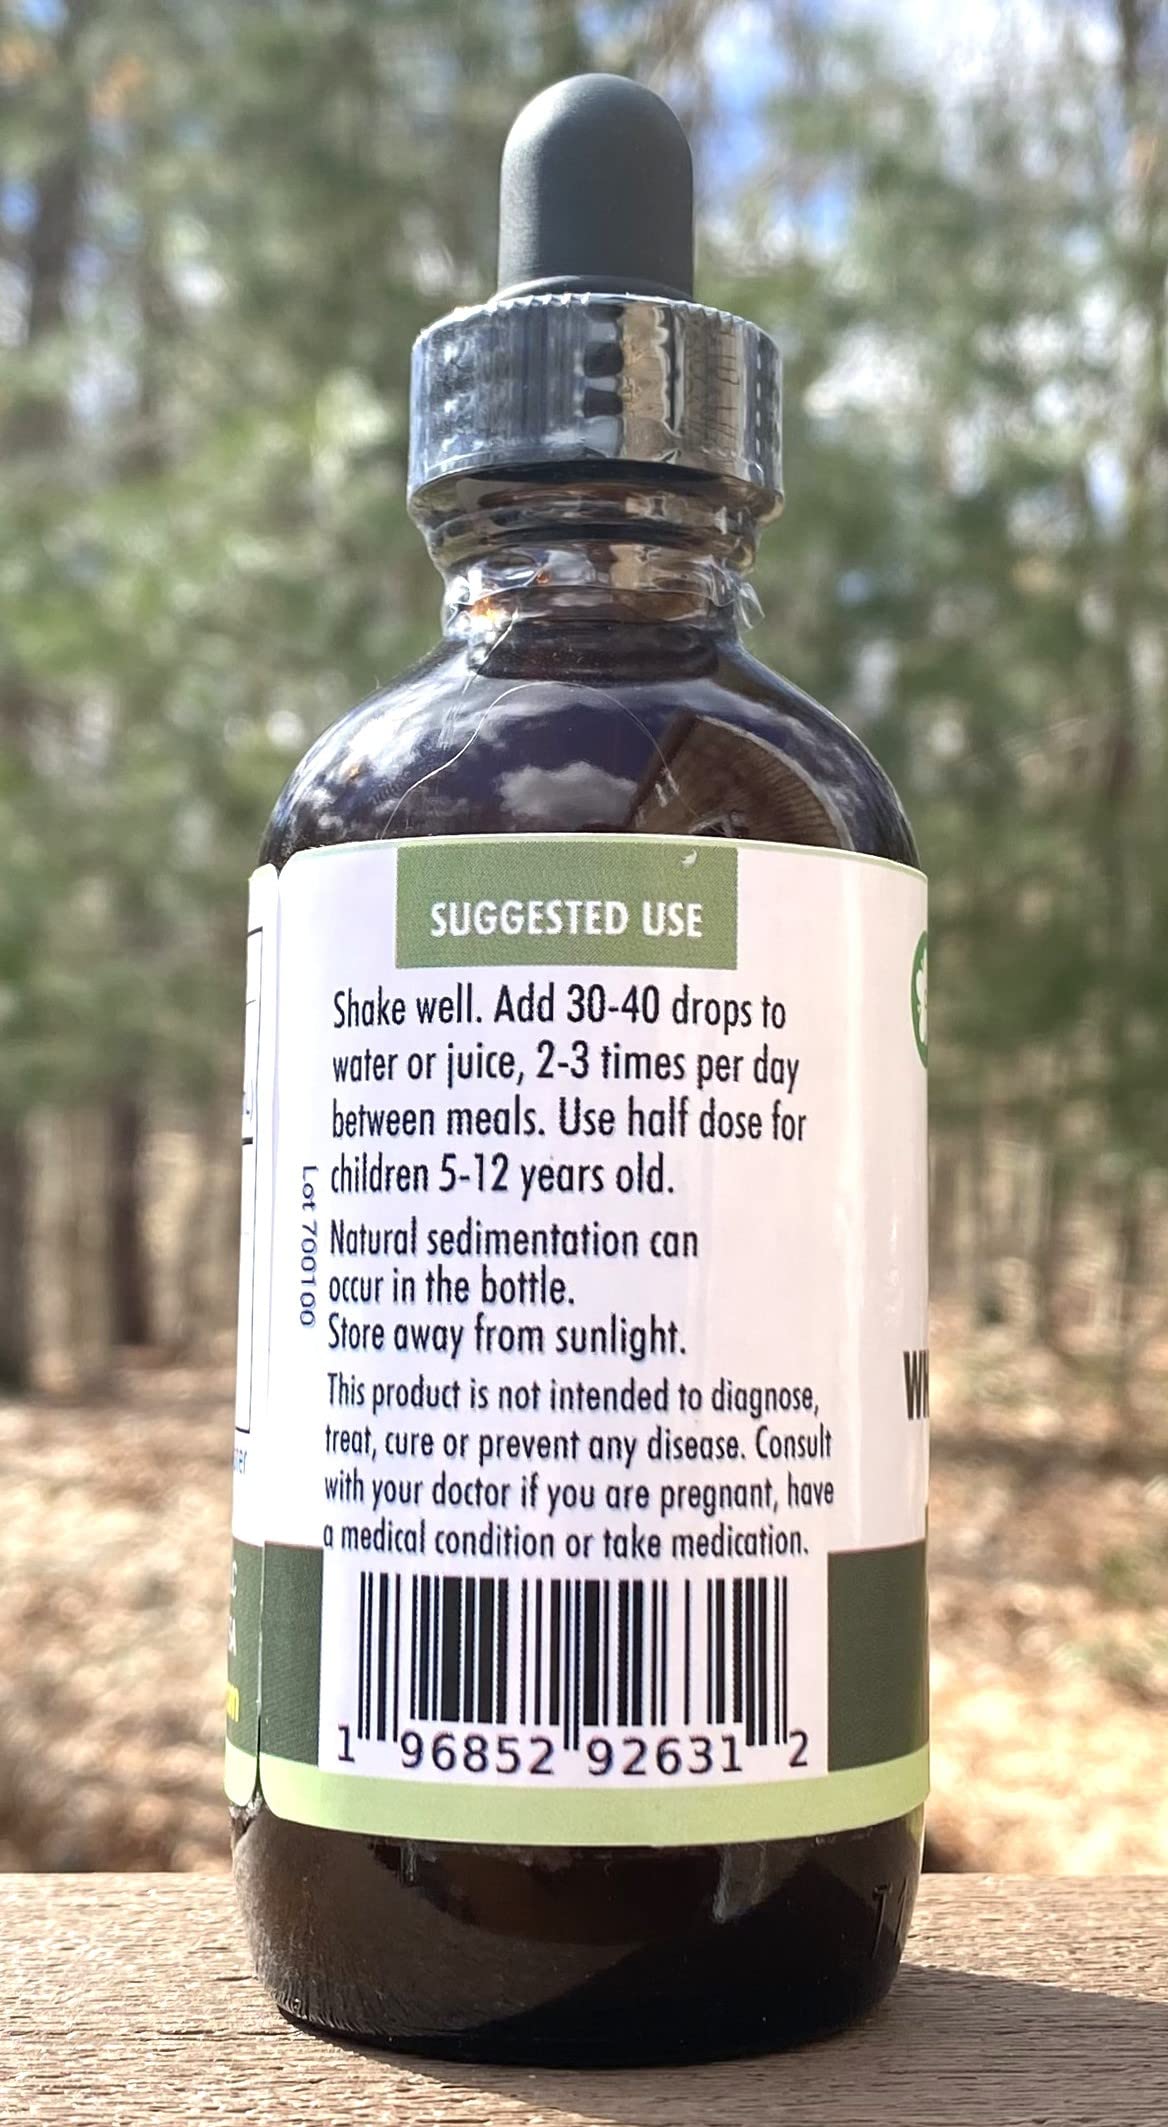 SUGGESTED USE
Shake well. Add 30-40 drops to
water or juice, 2-3 times per day
between meals. Use half dose for
children 5-12 years old.
Natural sedimentation can
occur in the bottle.
Store away from sunlight.
This product is not intended to diagnose,
treat, cure or prevent any disease. Consult
with your doctor if you are pregnant, have
a medical condition or take medication.
Lot 700100
1 96852 92631 2